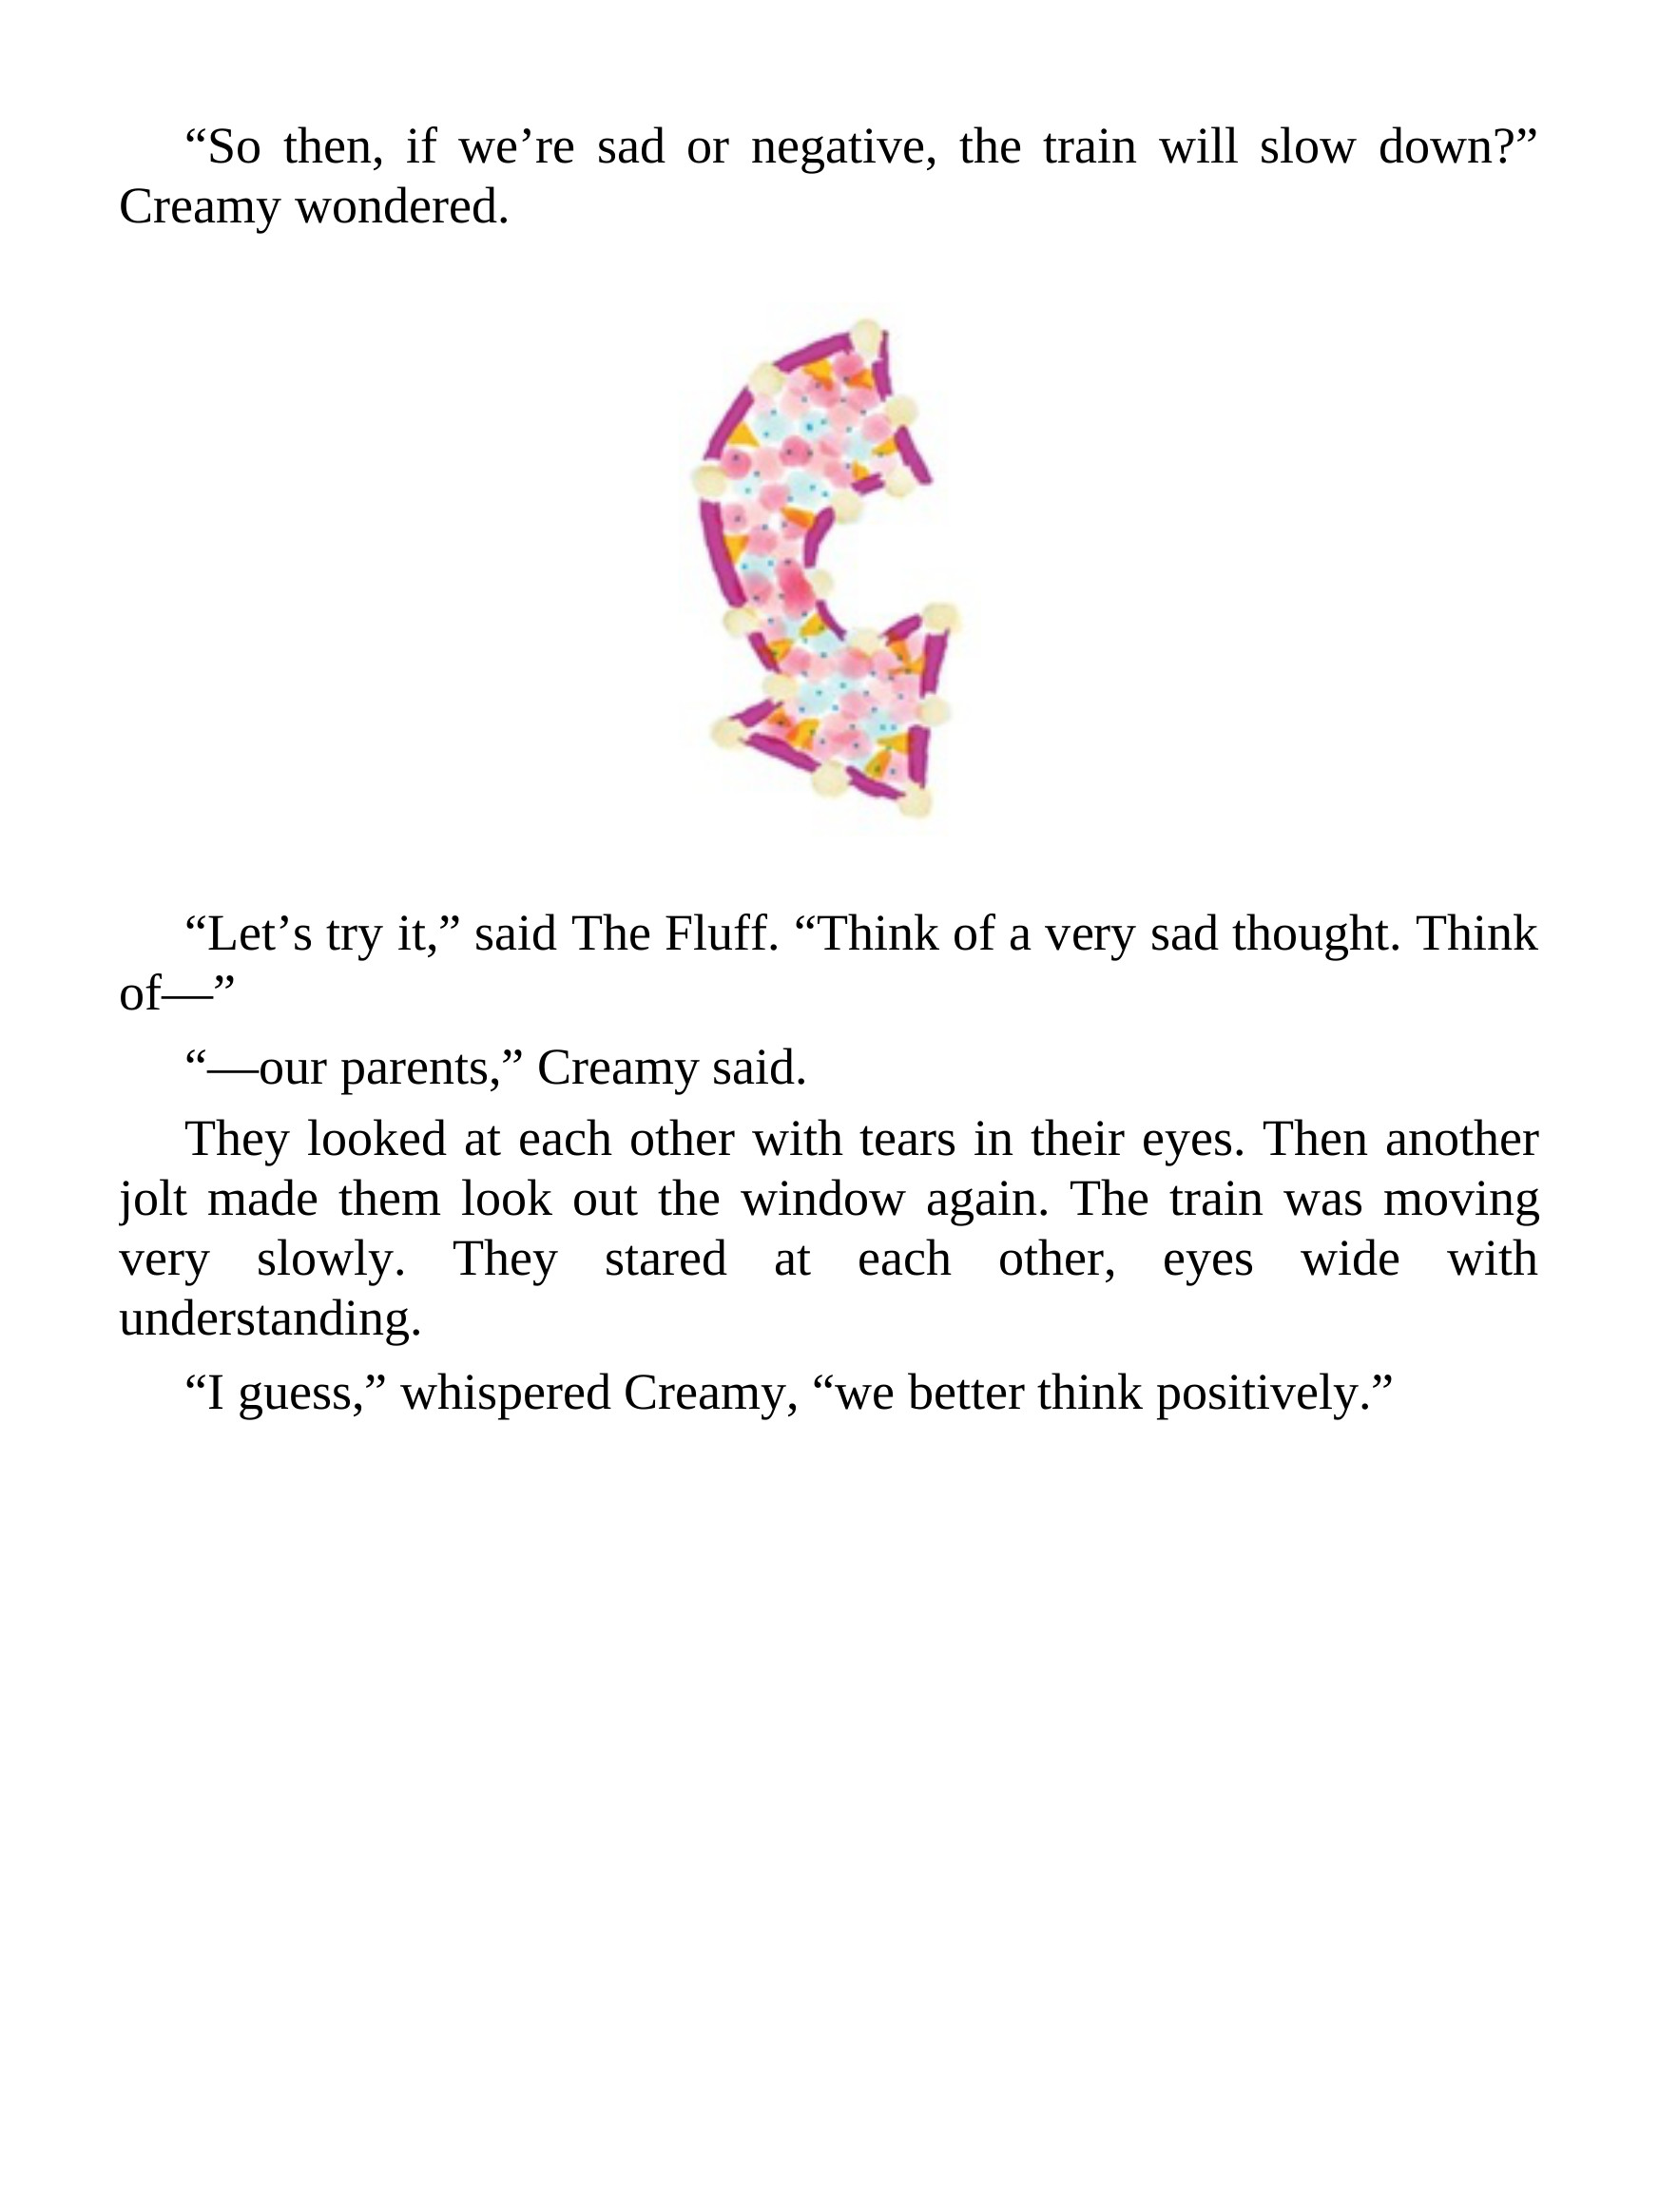 “So then, if we’re sad or negative, the train will slow down?”
Creamy wondered.
“Let’s try it,” said The Fluff. “Think of a very sad thought. Think
of—”
“—our parents,” Creamy said.
They looked at each other with tears in their eyes. Then another
jolt made them look out the window again. The train was moving
very slowly. They stared at each other, eyes wide with
understanding.
“I guess,” whispered Creamy, “we better think positively.”